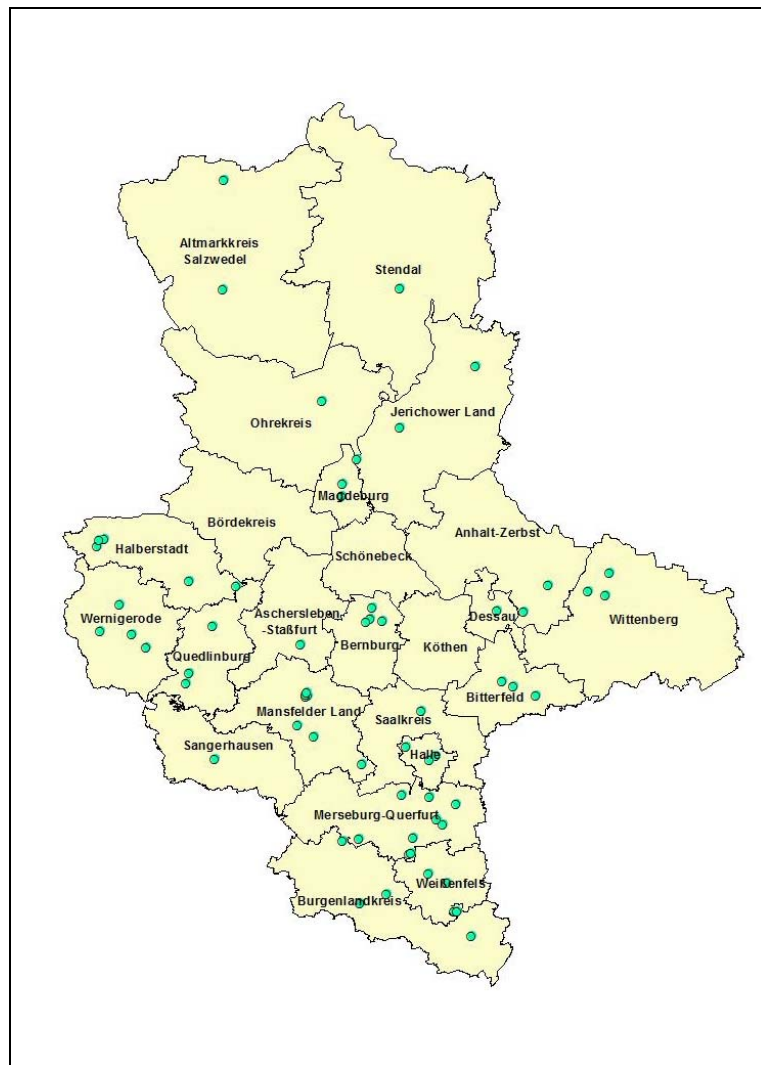 Altmarkkreis
Salzwedel
Stendal
Jerichower Land
Ohrekreis
Magdeburg
Bördekreis
Anhalt-Zerbst
Halberstadt
Schönebeck
Wernigerode
Aschersleben
-Staßfurt
Dessau
Wittenberg
Quedlinburg
Bernburg
Köthen
Bitterfeld
Mansfelder Land
Saalkreis
Sangerhausen
Halle
Merseburg-Querfurt
Weißenfels
Burgenlandkreis